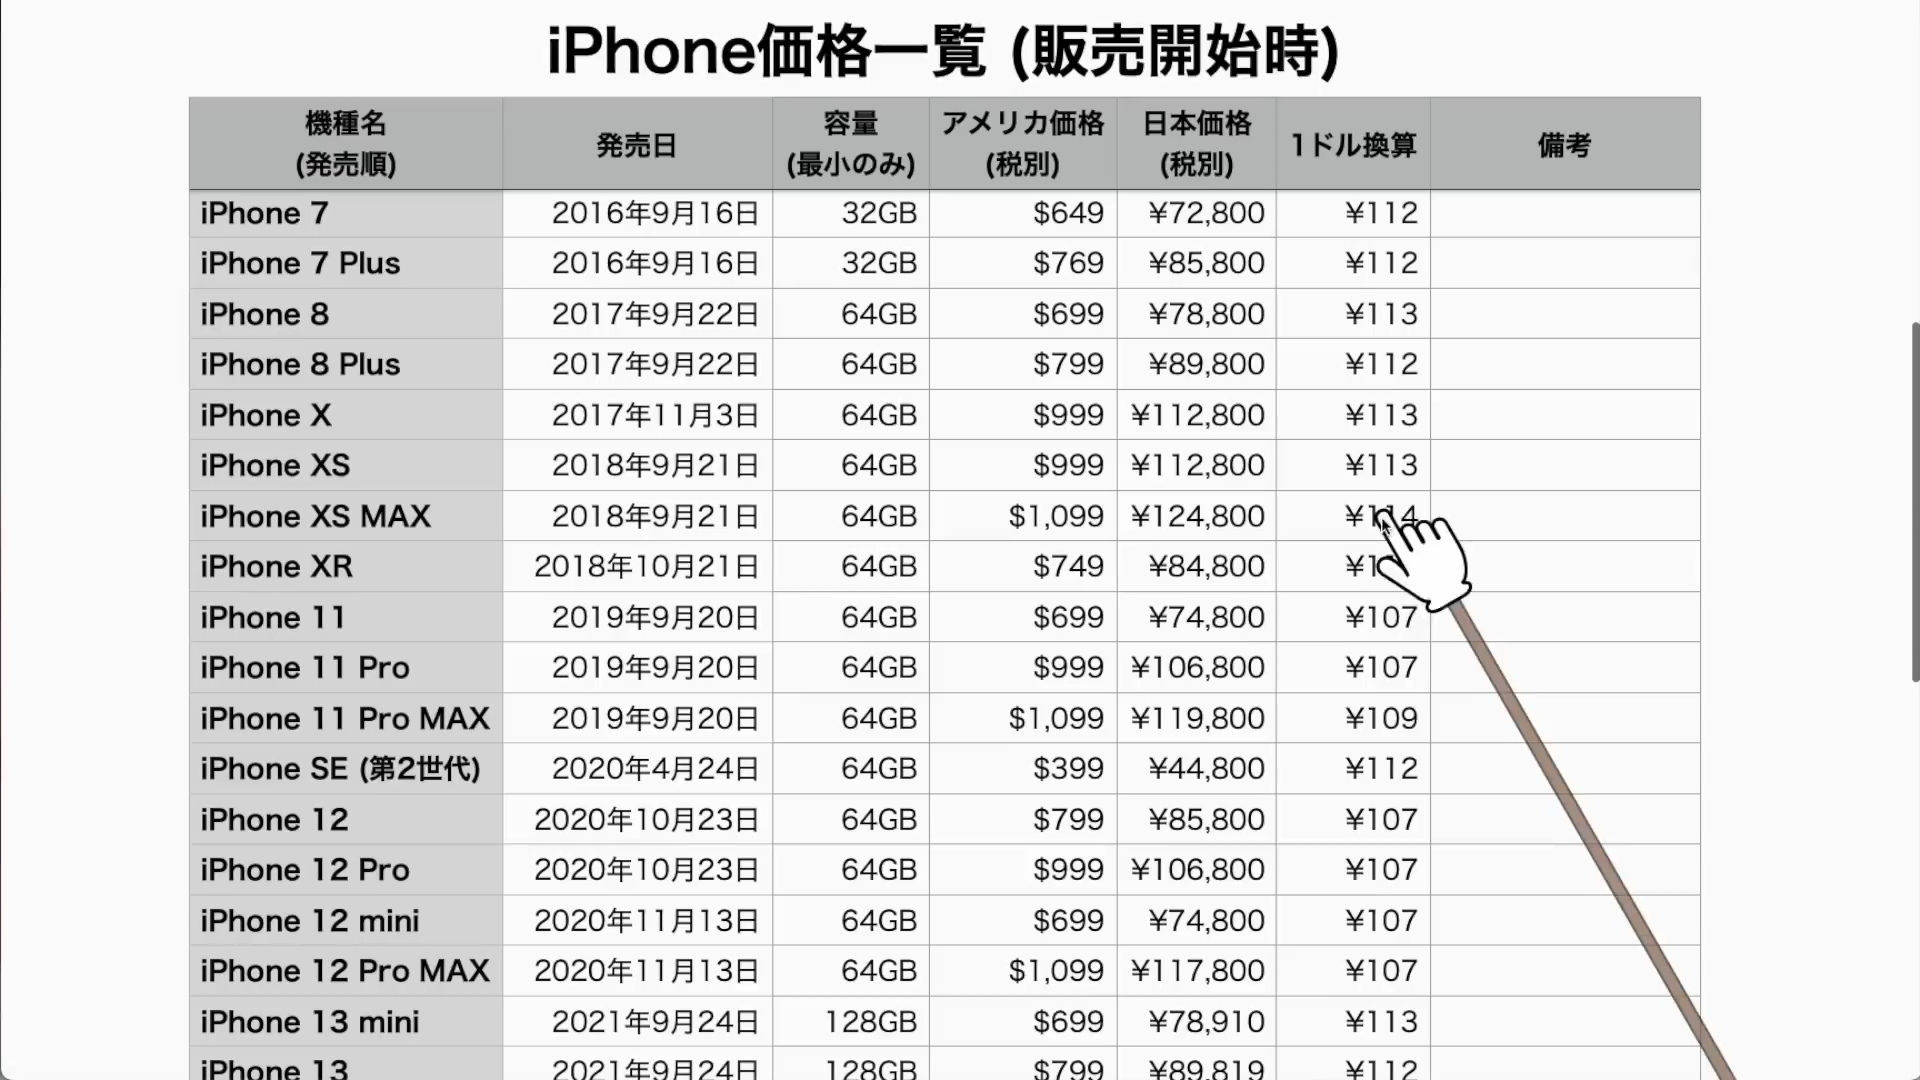 iPhone価格一覧 (販売開始時)
機種名 (発売順) 発売日 容量 (最小のみ) アメリカ価格 (税別) 日本価格 (税別) 1ドル換算 備考
iPhone 7 2016年9月16日 32GB $649 ¥72,800 ¥112
iPhone 7 Plus 2016年9月16日 32GB $769 ¥85,800 ¥112
iPhone 8 2017年9月22日 64GB $699 ¥78,800 ¥113
iPhone 8 Plus 2017年9月22日 64GB $799 ¥89,800 ¥112
iPhone X 2017年11月3日 64GB $999 ¥112,800 ¥113
iPhone XS 2018年9月21日 64GB $999 ¥112,800 ¥113
iPhone XS MAX 2018年9月21日 64GB $1,099 ¥124,800 ¥114
iPhone XR 2018年10月21日 64GB $749 ¥84,800
iPhone 11 2019年9月20日 64GB $699 ¥74,800 ¥107
iPhone 11 Pro 2019年9月20日 64GB $999 ¥106,800 ¥107
iPhone 11 Pro MAX 2019年9月20日 64GB $1,099 ¥119,800 ¥109
iPhone SE (第2世代) 2020年4月24日 64GB $399 ¥44,800 ¥112
iPhone 12 2020年10月23日 64GB $799 ¥85,800 ¥107
iPhone 12 Pro 2020年10月23日 64GB $999 ¥106,800 ¥107
iPhone 12 mini 2020年11月13日 64GB $699 ¥74,800 ¥107
iPhone 12 Pro MAX 2020年11月13日 64GB $1,099 ¥117,800 ¥107
iPhone 13 mini 2021年9月24日 128GB $699 ¥78,910 ¥113
iPhone 13 2021年9月24日 128GB $799 ¥89,819 ¥112